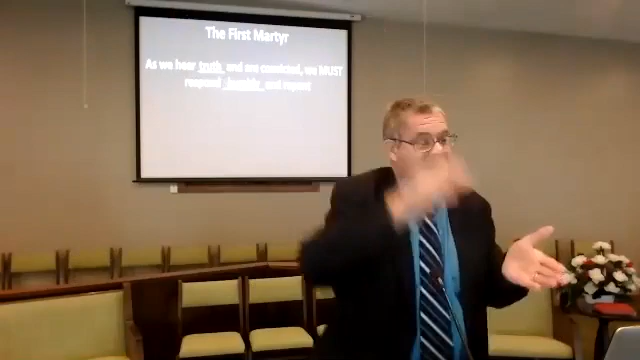 The First Martyr
As we hear truth and are convicted, we MUST
respond humbly and repent